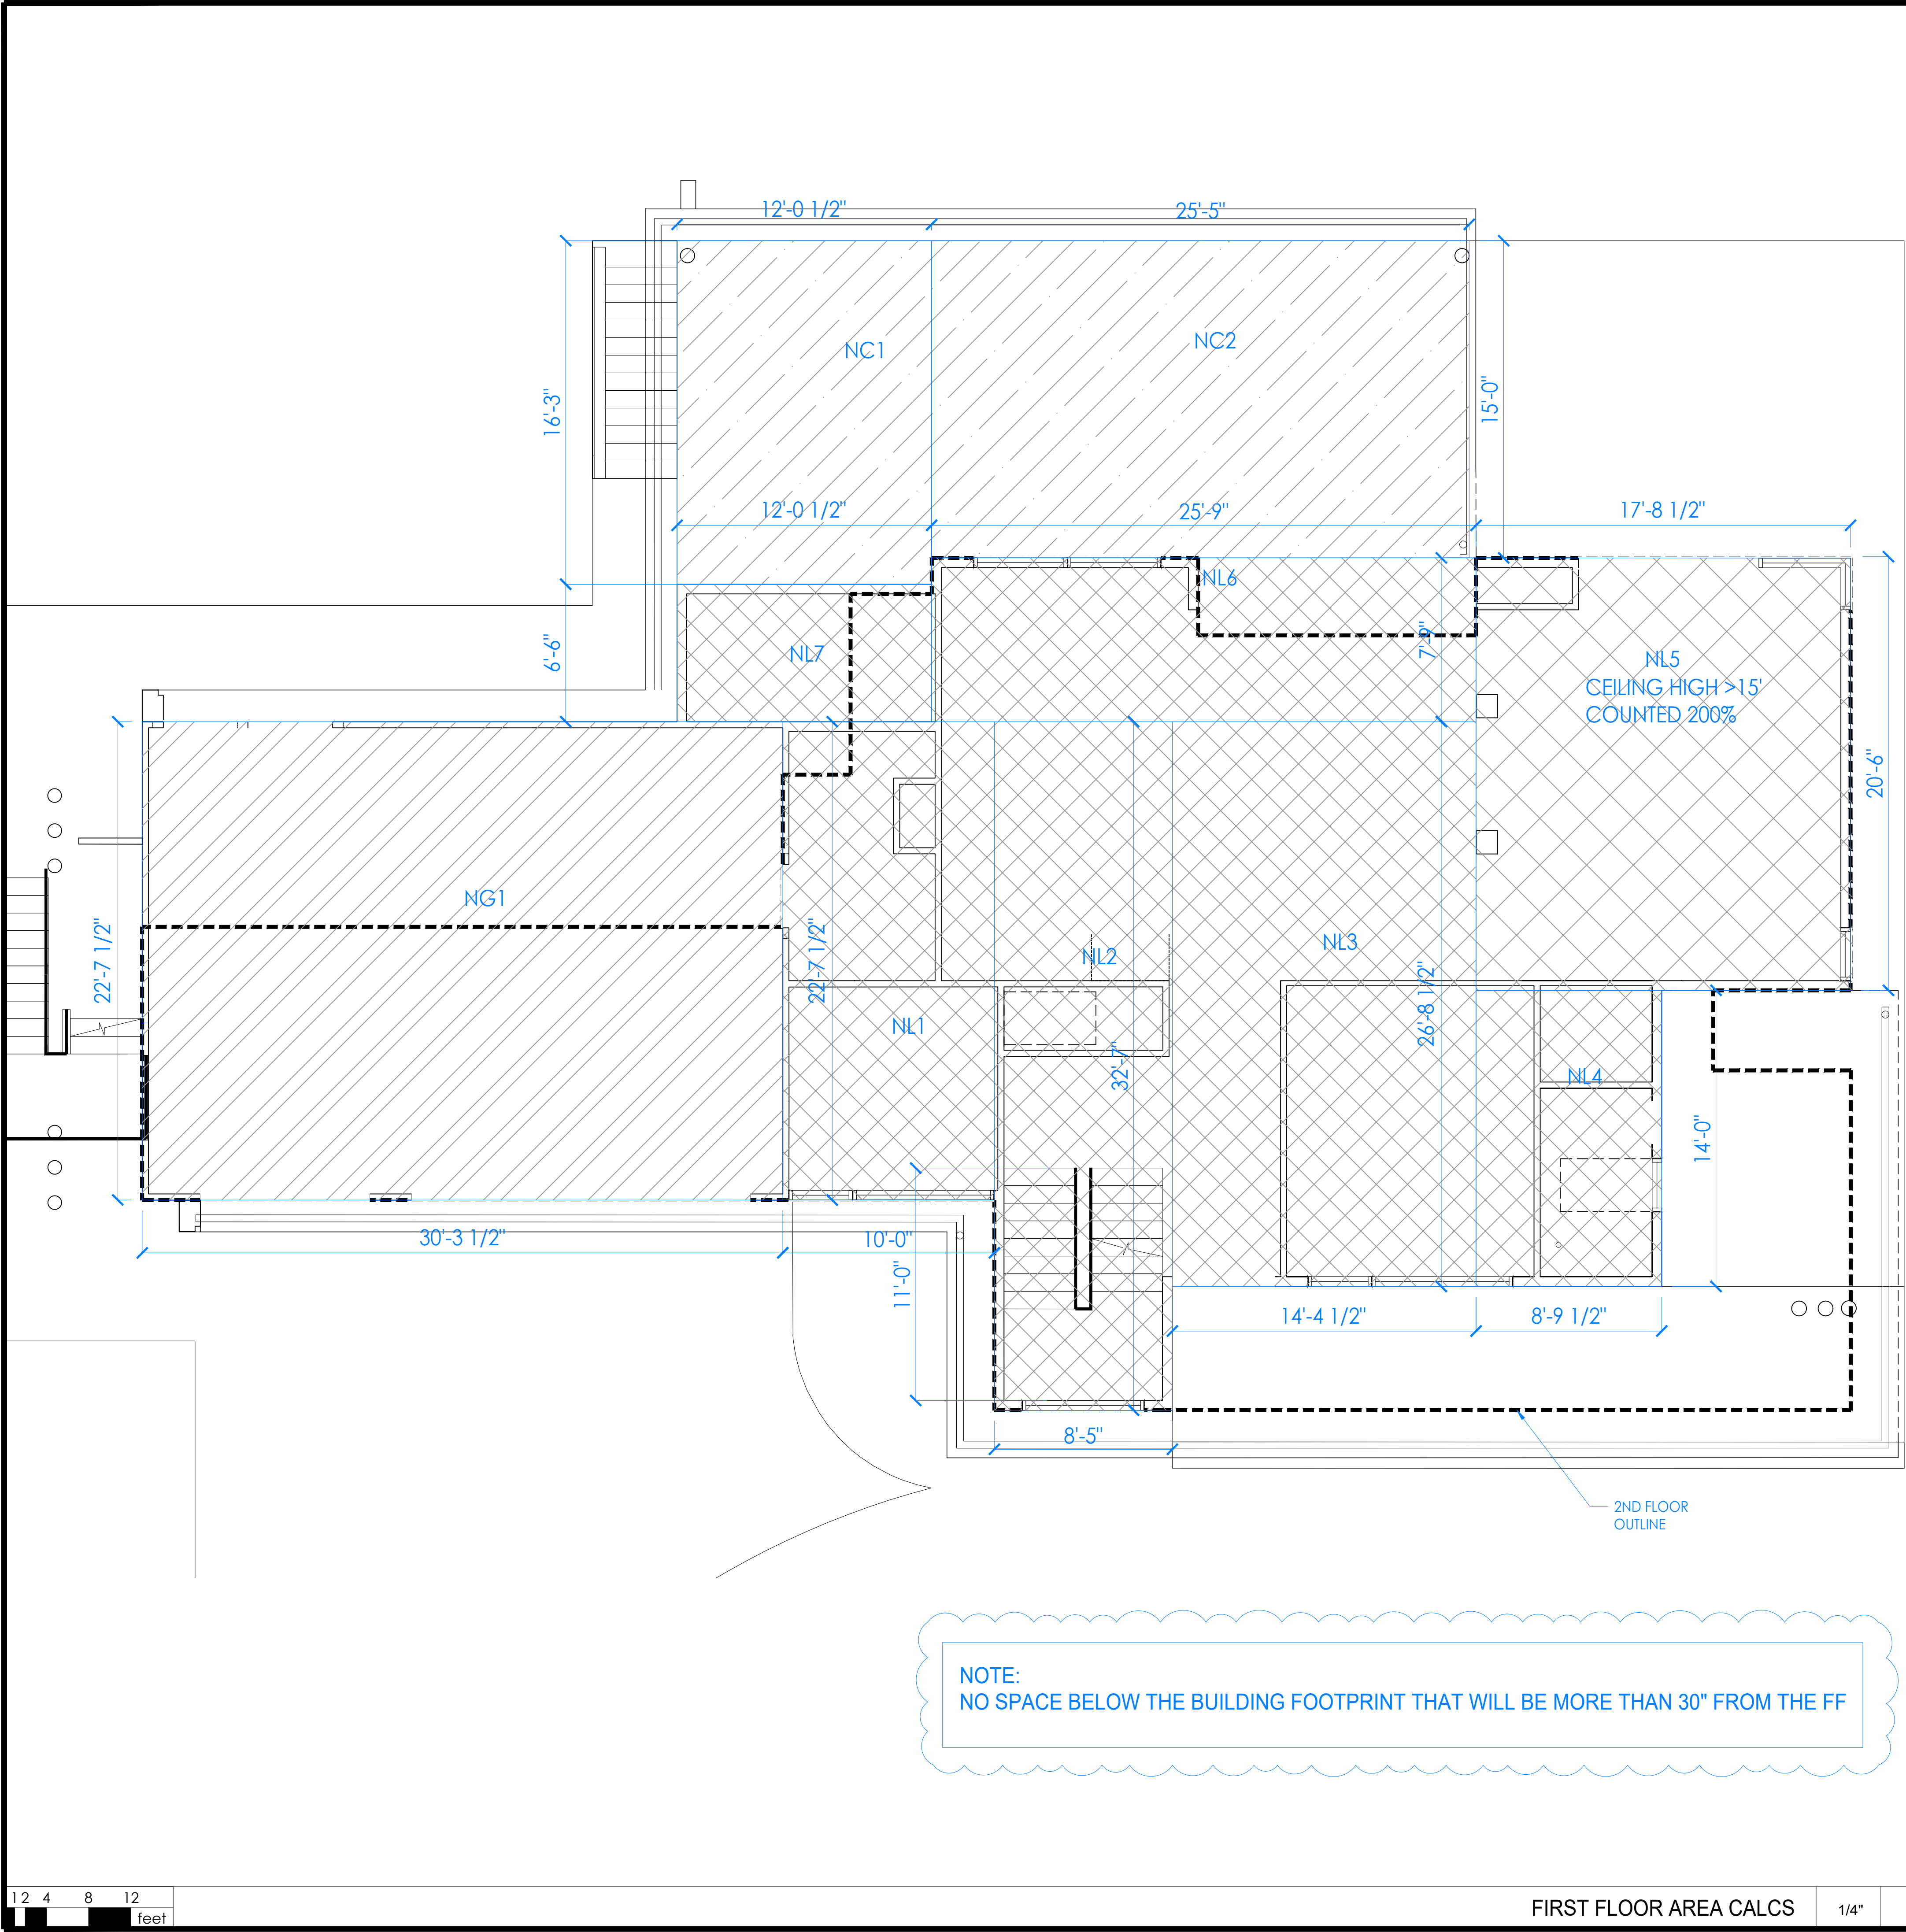 12'-0 1/2"
25'-5"
NC1
NC2
16'-3"
15'-0"
12'-0 1/2"
25'-9"
17'-8 1/2"
NL6
6'-6"
NL7
7'-9"
NL5
CEILING HIGH >15'
COUNTED 200%
20'-6"
NG1
22'-7 1/2"
22'-7 1/2"
NL2
NL3
NL1
26'-8 1/2"
32'-7"
NL4
14'-0"
30'-3 1/2"
10'-0"
11'-0"
14'-4 1/2"
8'-9 1/2"
8'-5"
2ND FLOOR
OUTLINE
NOTE:
NO SPACE BELOW THE BUILDING FOOTPRINT THAT WILL BE MORE THAN 30" FROM THE FF
1 2 4 8 12
feet
FIRST FLOOR AREA CALCS
1/4"